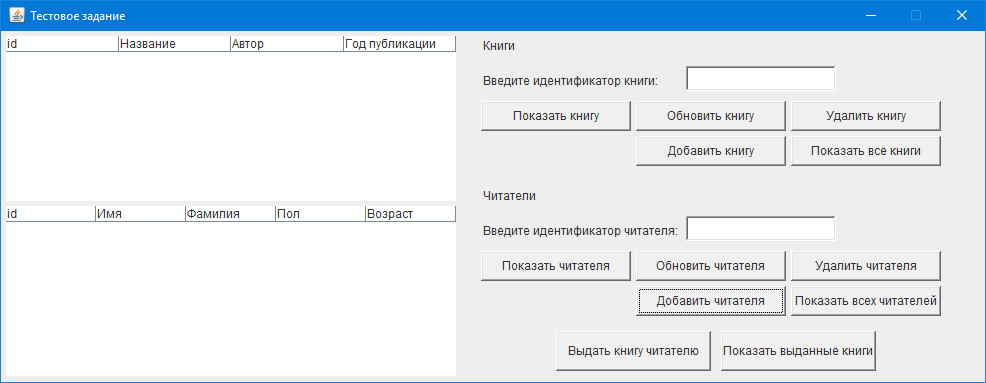 Тестовое задание
id Название Автор Год публикации
Книги
Введите идентификатор книги:
Показать книгу Обновить книгу Удалить книгу
Добавить книгу Показать все книги
Читатели
id Имя Фамилия Пол Возраст
Введите идентификатор читателя:
Показать читателя Обновить читателя Удалить читателя
Добавить читателя Показать всех читателей
Выдать книгу читателю Показать выданные книги